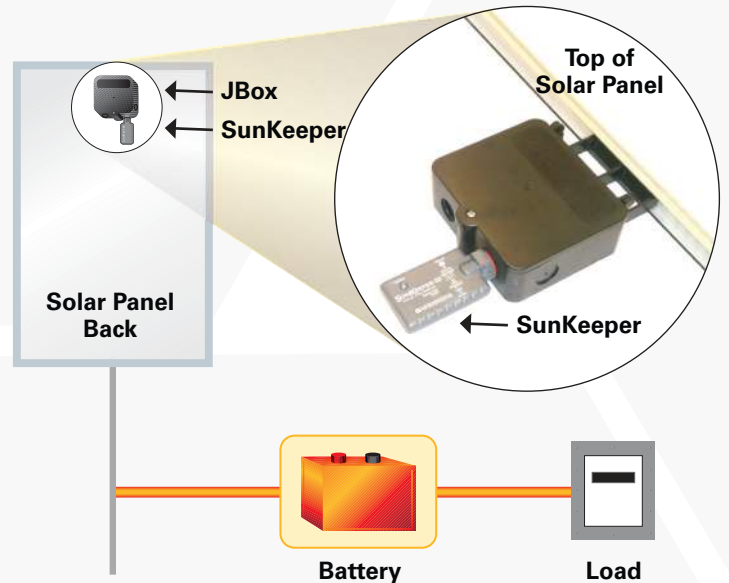 JBox
SunKeeper
Top of
Solar Panel
Solar Panel
Back
SunKeeper
Battery
Load